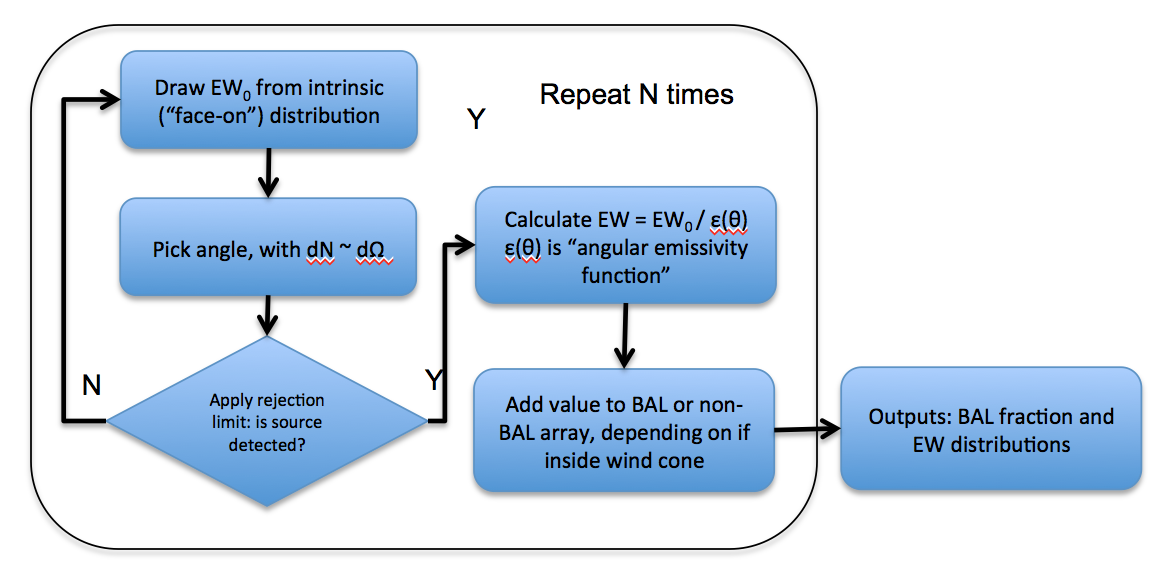 Draw EW₀ from intrinsic
(“face-on”) distribution
Y
Repeat N times
Pick angle, with dN ~ dΩ
Calculate EW = EW₀ / ε(θ)
ε(θ) is “angular emissivity
function”
N
Apply rejection
limit: is source
detected?
Y
Add value to BAL or non-
BAL array, depending on if
inside wind cone
Outputs: BAL fraction and
EW distributions